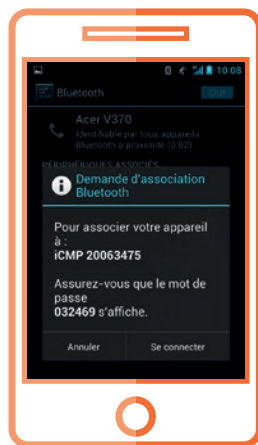 10:08
Bluetooth
OUI
Acer V370
Identifiable par tous appareils
Bluetooth à proximité (0:02)
PÉRIPHÉRIQUES ASSOCIÉS
Demande d'association
Bluetooth
Pour associer votre appareil
à :
iCMP 20063475
Assurez-vous que le mot de
passe
032469 s'affiche.
Annuler
Se connecter